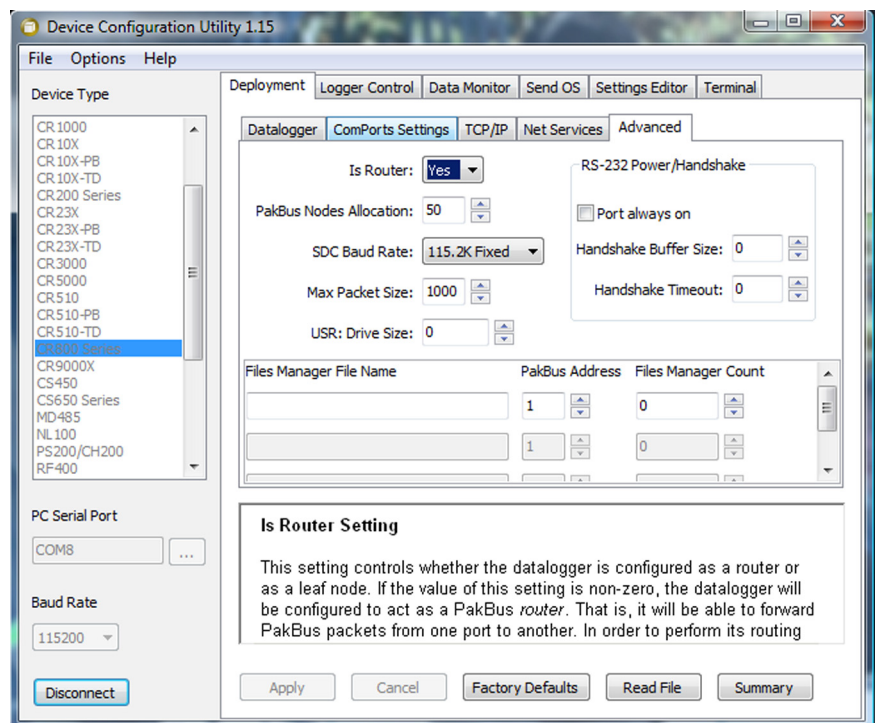 Device Configuration Utility 1.15
File Options Help
Device Type
CR1000
CR10X
CR10X-PB
CR10X-TD
CR200 Series
CR23X
CR23X-PB
CR23X-TD
CR3000
CR5000
CR510
CR510-PB
CR510-TD
CR800 Series
CR9000X
CS450
CS650 Series
MD485
NL100
PS200/CH200
RF400
PC Serial Port
COM8
...
Baud Rate
115200
Disconnect
Deployment Logger Control Data Monitor Send OS Settings Editor Terminal
Datalogger ComPorts Settings TCP/IP Net Services Advanced
Is Router: Yes
PakBus Nodes Allocation: 50
SDC Baud Rate: 115.2K Fixed
Max Packet Size: 1000
USR: Drive Size: 0
RS-232 Power/Handshake
Port always on
Handshake Buffer Size: 0
Handshake Timeout: 0
Files Manager File Name PakBus Address Files Manager Count
1 0
1 0
Is Router Setting
This setting controls whether the datalogger is configured as a router or
as a leaf node. If the value of this setting is non-zero, the datalogger will
be configured to act as a PakBus router. That is, it will be able to forward
PakBus packets from one port to another. In order to perform its routing
Apply Cancel Factory Defaults Read File Summary